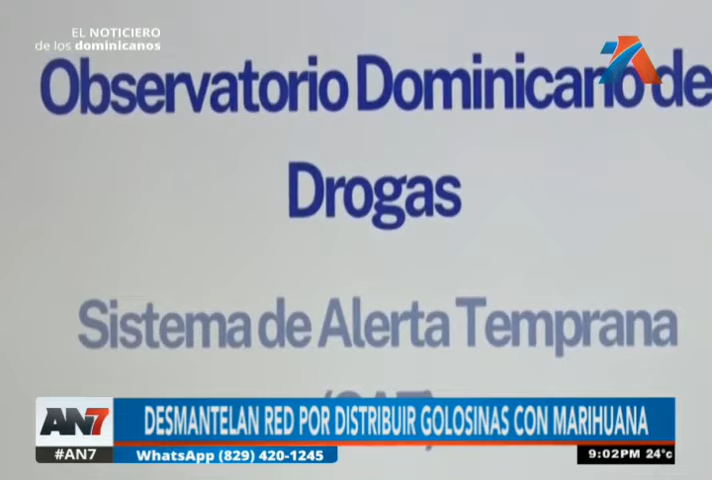 EL NOTICIERO
de los dominicanos
Observatorio Dominicano de
Drogas
Sistema de Alerta Temprana
AN7
DESMANTELAN RED POR DISTRIBUIR GOLOSINAS CON MARIHUANA
#AN7
WhatsApp (829) 420-1245
9:02PM 24°c